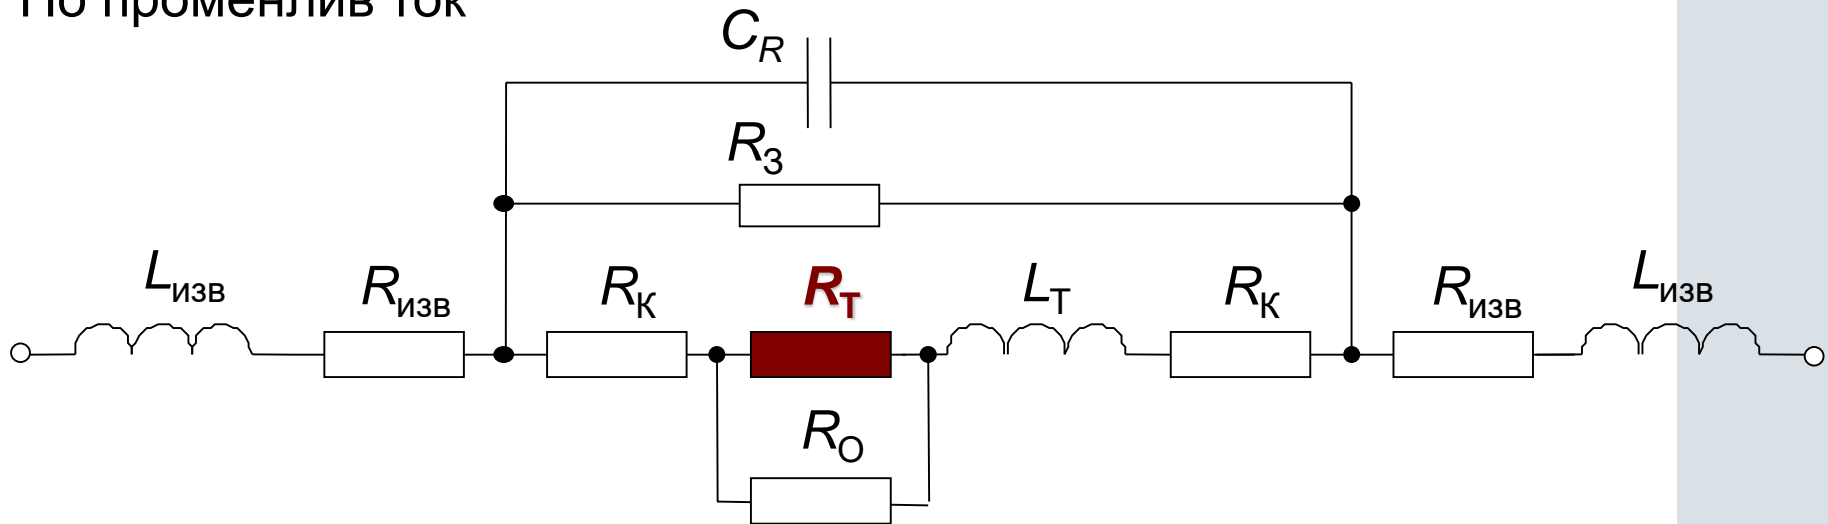 По променлив ток
C_R
R_З
L_изв R_изв R_К R_Т L_Т R_К R_изв L_изв
R_О